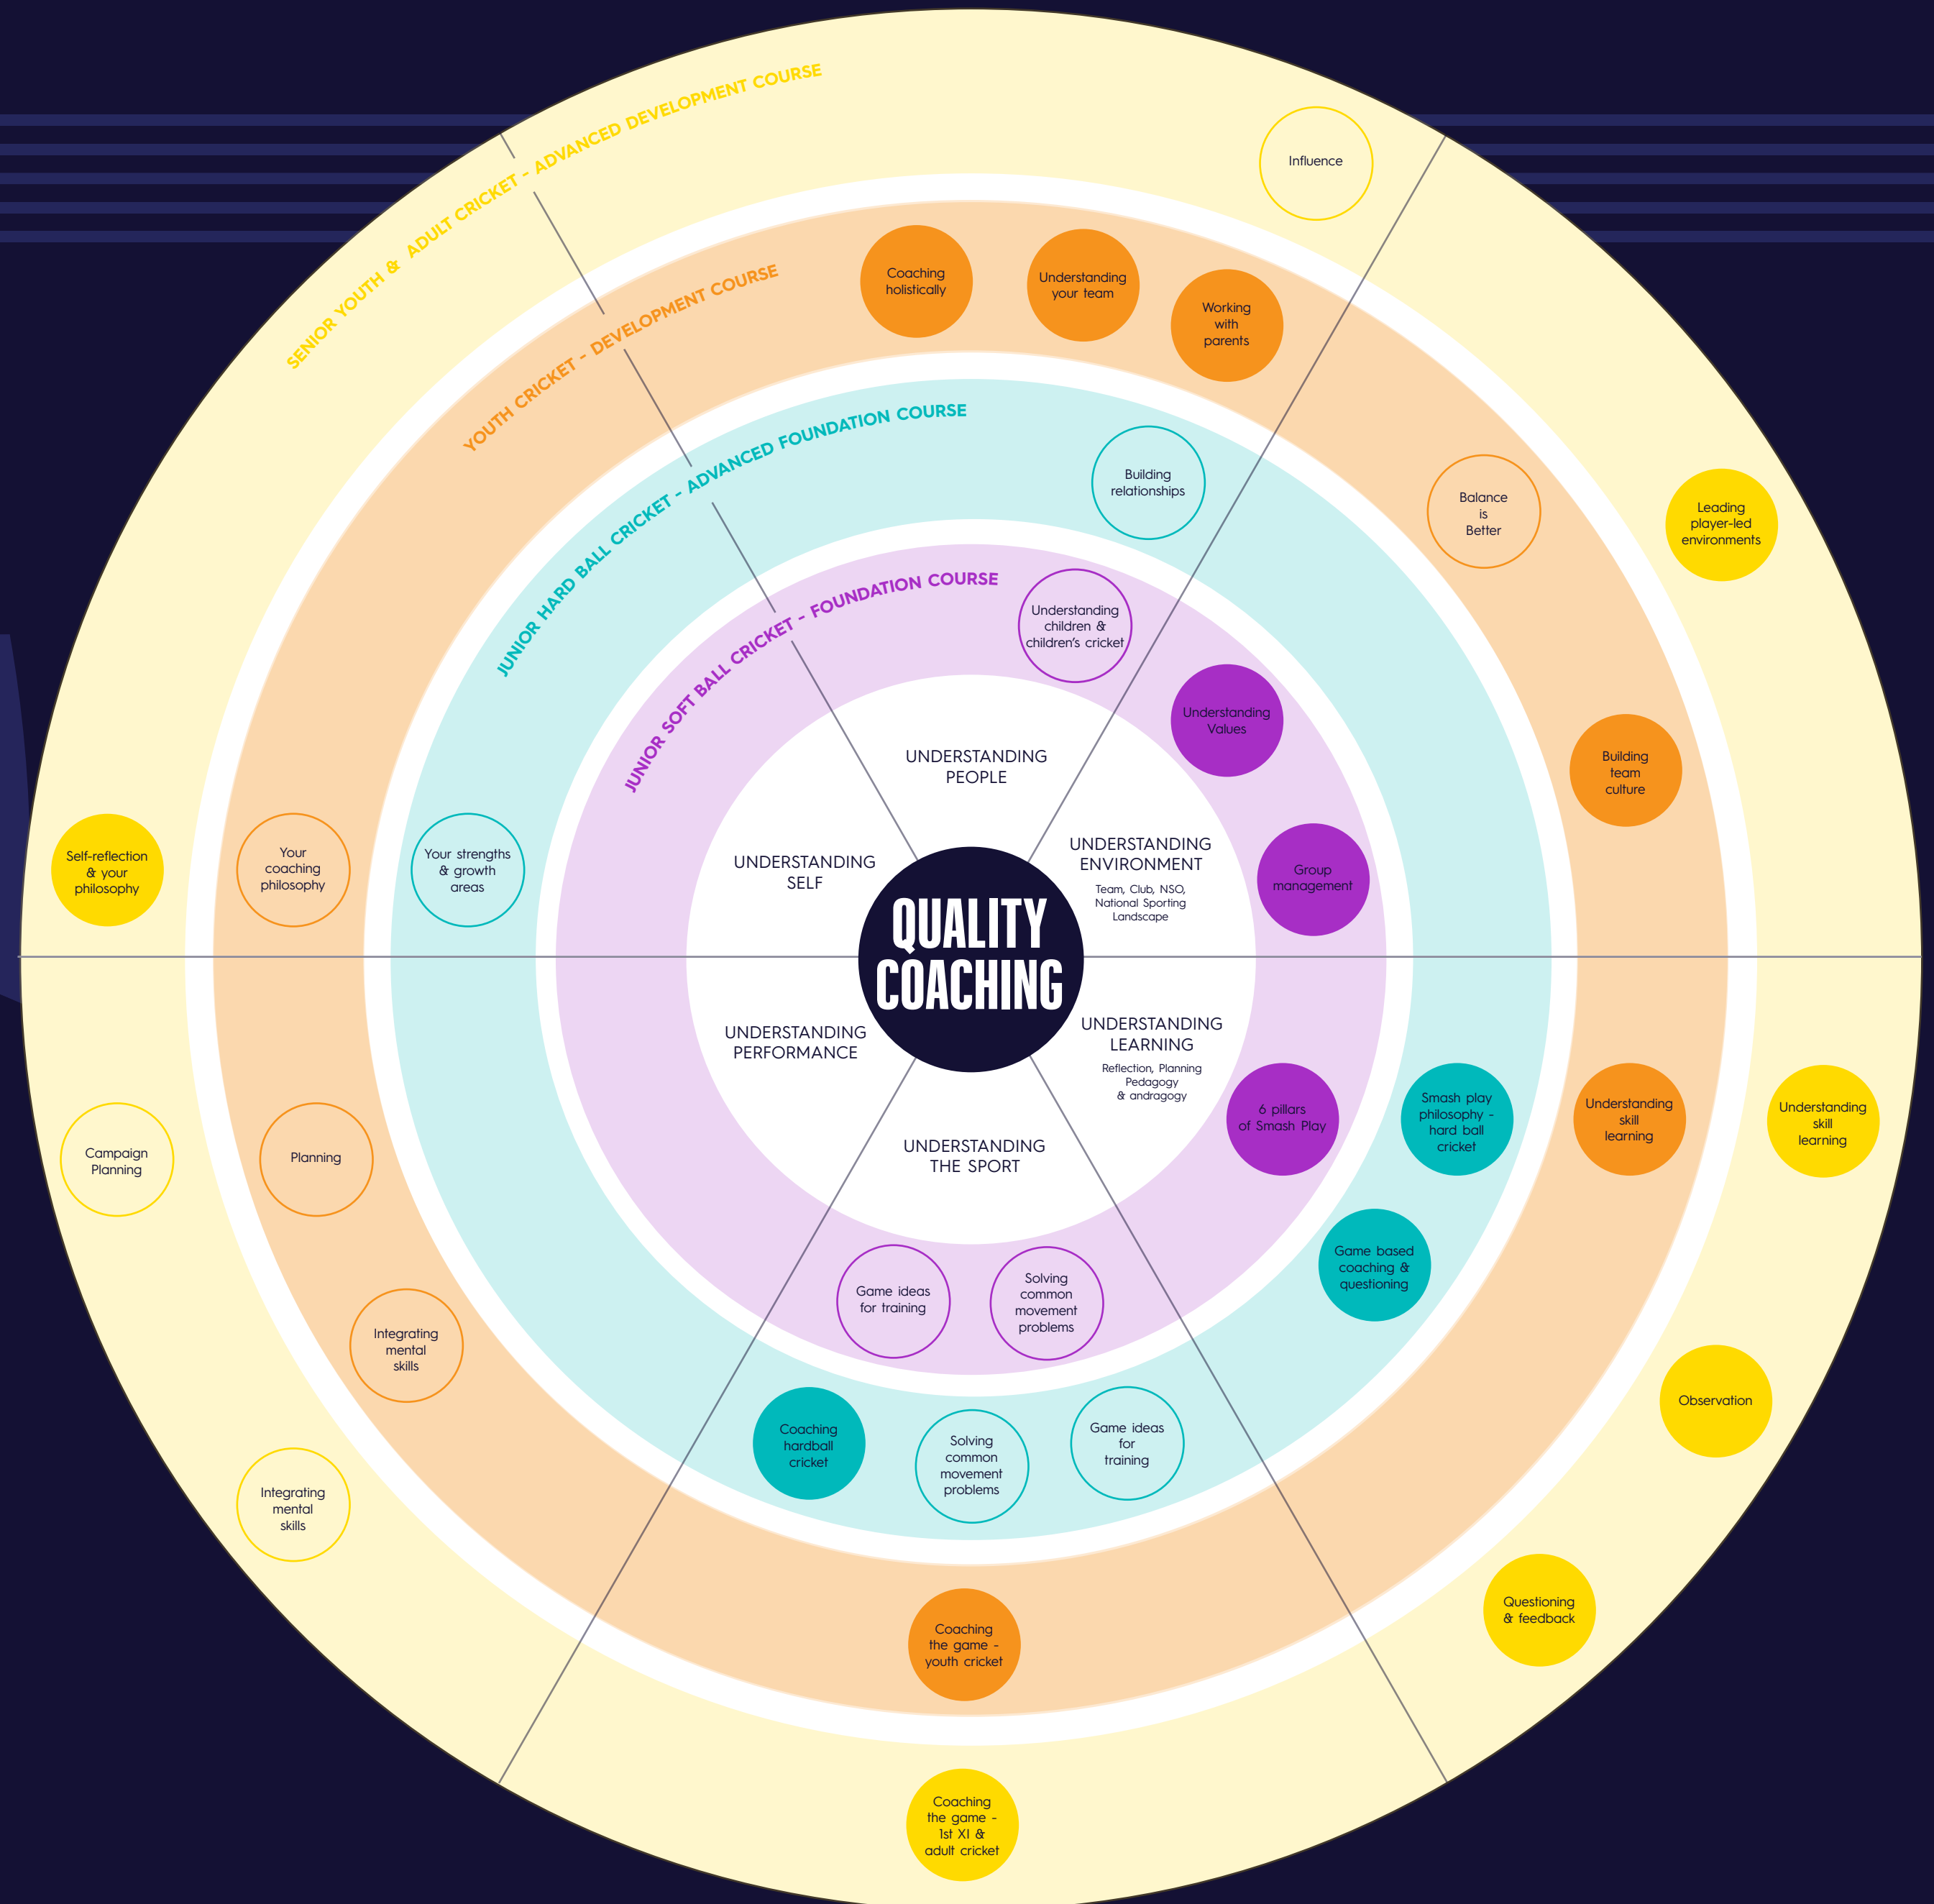 SENIOR YOUTH & ADULT CRICKET - ADVANCED DEVELOPMENT COURSE
Influence
YOUTH CRICKET - DEVELOPMENT COURSE
Coaching
holistically
Understanding
your team
Working
with
parents
JUNIOR HARD BALL CRICKET - ADVANCED FOUNDATION COURSE
Building
relationships
Balance
is
Better
Leading
player-led
environments
JUNIOR SOFT BALL CRICKET - FOUNDATION COURSE
Understanding
children &
children's cricket
Understanding
Values
Building
team
culture
UNDERSTANDING
PEOPLE
Self-reflection
& your
philosophy
Your
coaching
philosophy
Your strengths
& growth
areas
UNDERSTANDING
SELF
UNDERSTANDING
ENVIRONMENT
Team, Club, NSO,
National Sporting
Landscape
Group
management
QUALITY
COACHING
UNDERSTANDING
PERFORMANCE
UNDERSTANDING
LEARNING
Reflection, Planning
Pedagogy
& andragogy
6 pillars
of Smash Play
Smash play
philosophy -
hard ball
cricket
Understanding
skill
learning
Understanding
skill
learning
Campaign
Planning
Planning
UNDERSTANDING
THE SPORT
Game based
coaching &
questioning
Game ideas
for training
Solving
common
movement
problems
Integrating
mental
skills
Observation
Coaching
hardball
cricket
Solving
common
movement
problems
Game ideas
for
training
Integrating
mental
skills
Questioning
& feedback
Coaching
the game -
youth cricket
Coaching
the game -
1st XI &
adult cricket